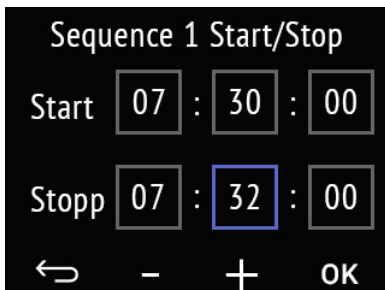 Sequence 1 Start/Stop
Start 07 : 30 : 00
Stopp 07 : 32 : 00
- + OK